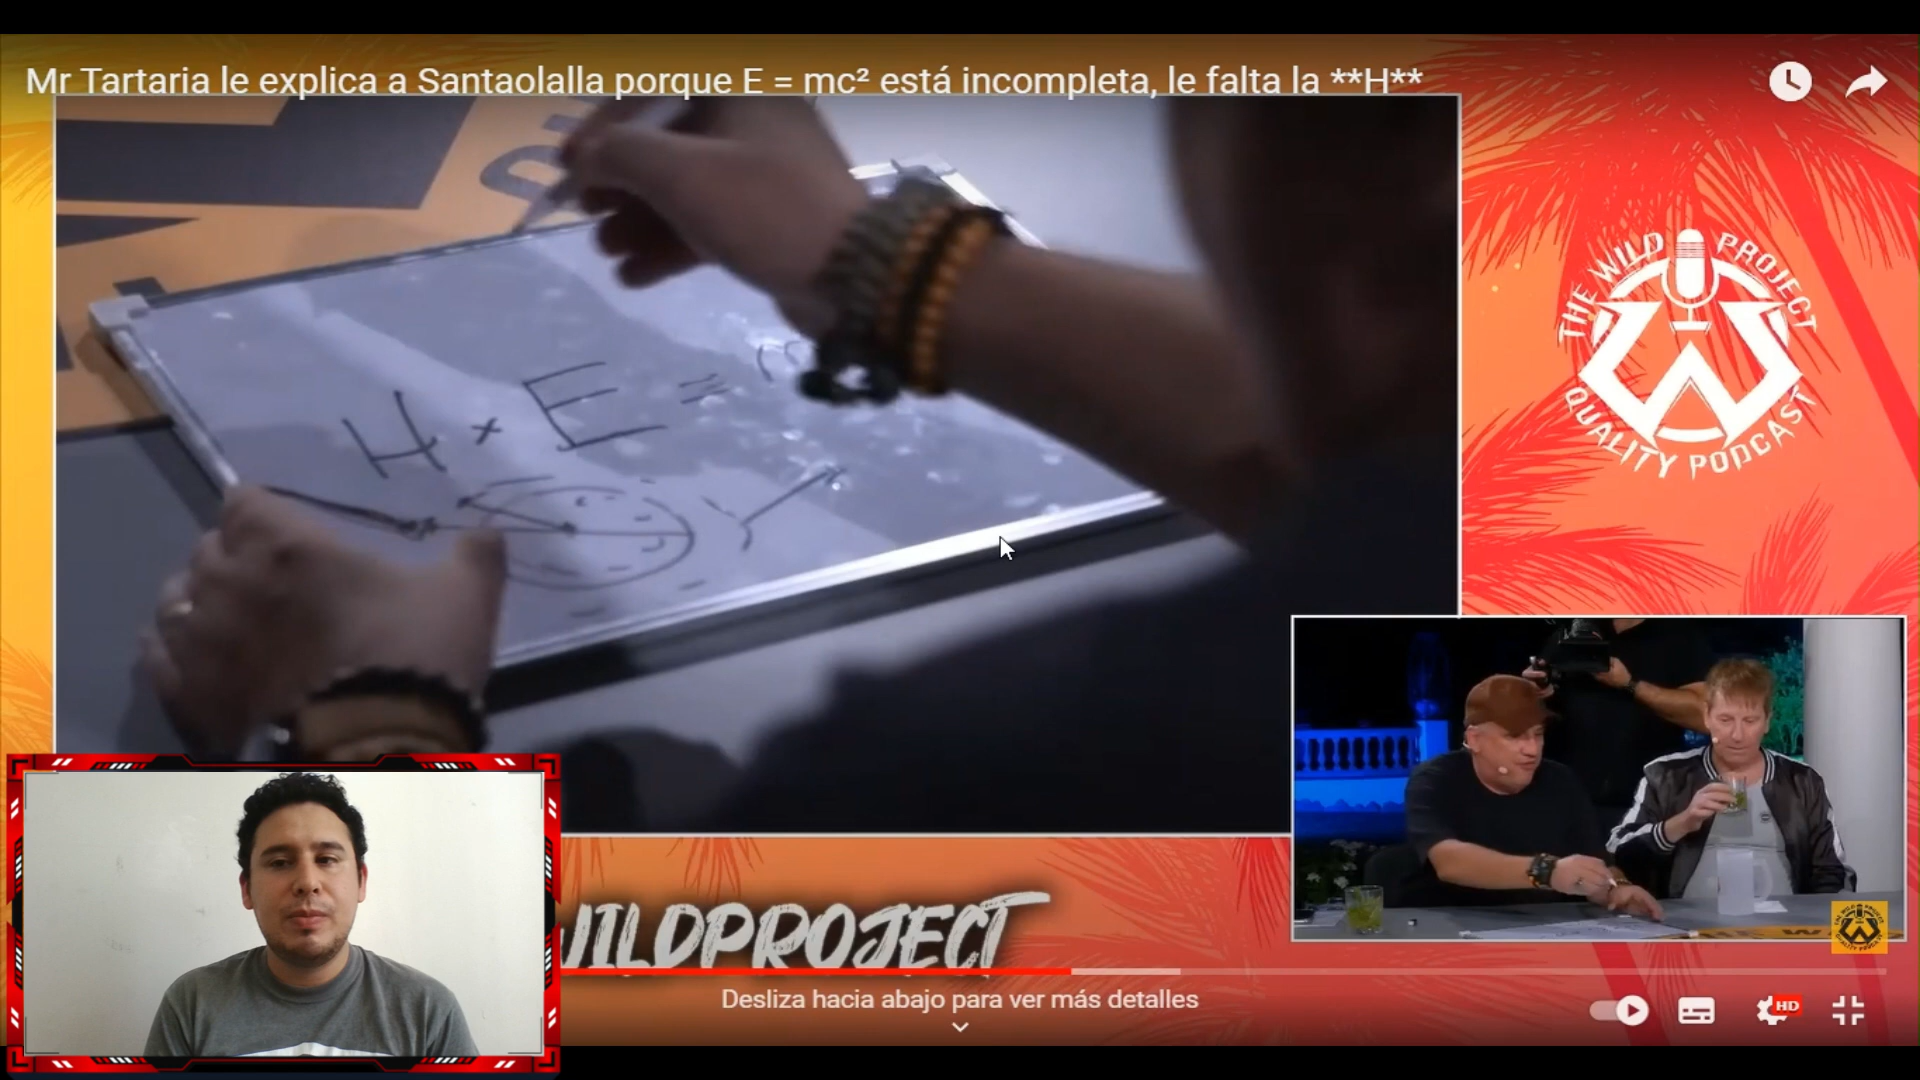 Mr Tartaria le explica a Santaolalla porque E = mc² está incompleta, le falta la **H**
THE WILD PROJECT
W
QUALITY PODCAST
H × E =
WILDPROJECT
Desliza hacia abajo para ver más detalles
HD